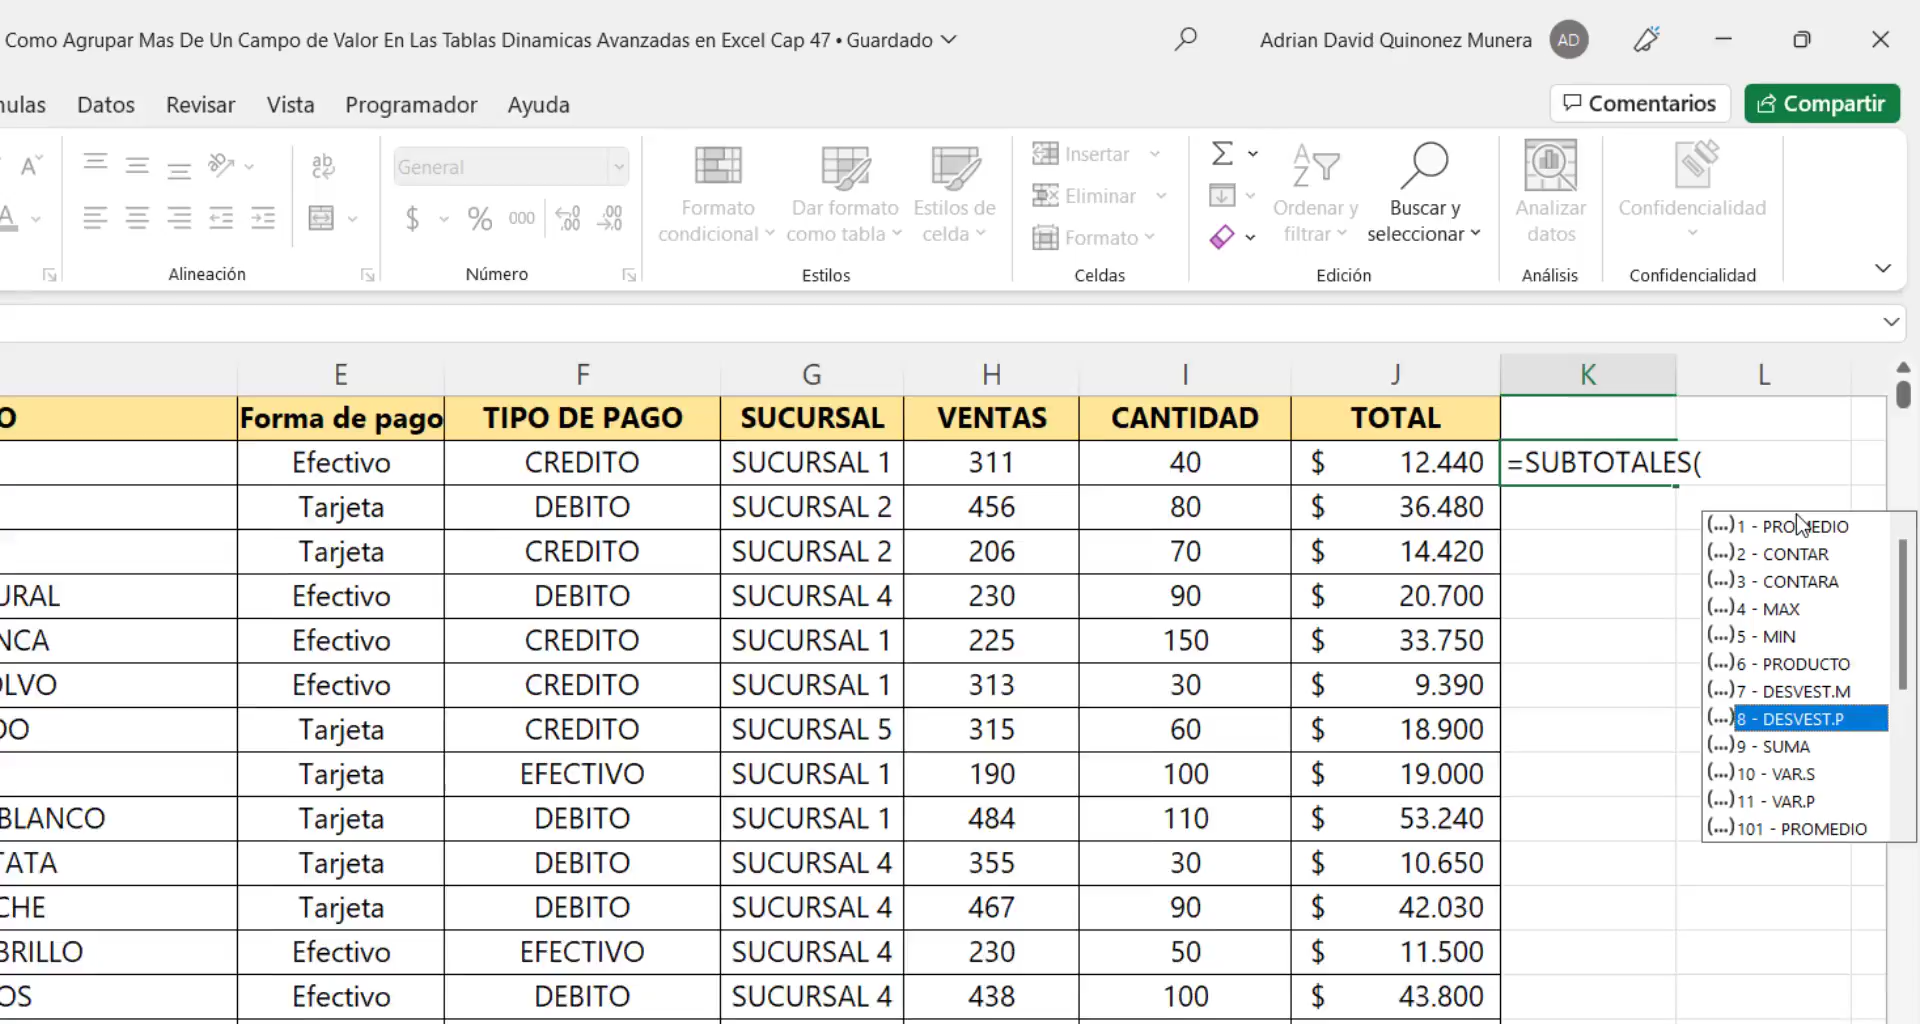 Como Agrupar Mas De Un Campo de Valor En Las Tablas Dinamicas Avanzadas en Excel Cap 47 • Guardado
Adrian David Quinonez Munera AD
Datos Revisar Vista Programador Ayuda
Comentarios Compartir
General
$ % 000
Alineación
Número
Formato condicional
Dar formato como tabla
Estilos de celda
Estilos
Insertar
Eliminar
Formato
Celdas
Ordenar y filtrar
Buscar y seleccionar
Edición
Analizar datos
Análisis
Confidencialidad
Confidencialidad
E F G H I J K L
O Forma de pago TIPO DE PAGO SUCURSAL VENTAS CANTIDAD TOTAL
Efectivo CREDITO SUCURSAL 1 311 40 $ 12.440 =SUBTOTALES(
Tarjeta DEBITO SUCURSAL 2 456 80 $ 36.480
Tarjeta CREDITO SUCURSAL 2 206 70 $ 14.420
URAL Efectivo DEBITO SUCURSAL 4 230 90 $ 20.700
NCA Efectivo CREDITO SUCURSAL 1 225 150 $ 33.750
OLVO Efectivo CREDITO SUCURSAL 1 313 30 $ 9.390
DO Tarjeta CREDITO SUCURSAL 5 315 60 $ 18.900
Tarjeta EFECTIVO SUCURSAL 1 190 100 $ 19.000
BLANCO Tarjeta DEBITO SUCURSAL 1 484 110 $ 53.240
TATA Tarjeta DEBITO SUCURSAL 4 355 30 $ 10.650
CHE Tarjeta DEBITO SUCURSAL 4 467 90 $ 42.030
BRILLO Efectivo EFECTIVO SUCURSAL 4 230 50 $ 11.500
OS Efectivo DEBITO SUCURSAL 4 438 100 $ 43.800
(...) 1 - PROMEDIO
(...) 2 - CONTAR
(...) 3 - CONTARA
(...) 4 - MAX
(...) 5 - MIN
(...) 6 - PRODUCTO
(...) 7 - DESVEST.M
(...) 8 - DESVEST.P
(...) 9 - SUMA
(...) 10 - VAR.S
(...) 11 - VAR.P
(...) 101 - PROMEDIO